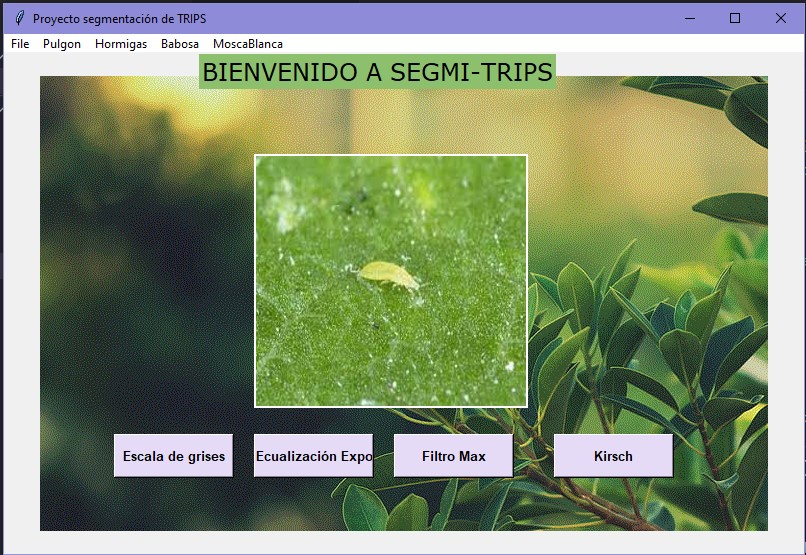 Proyecto segmentación de TRIPS
File Pulgon Hormigas Babosa MoscaBlanca
BIENVENIDO A SEGMI-TRIPS
Escala de grises Ecualización Expo Filtro Max Kirsch